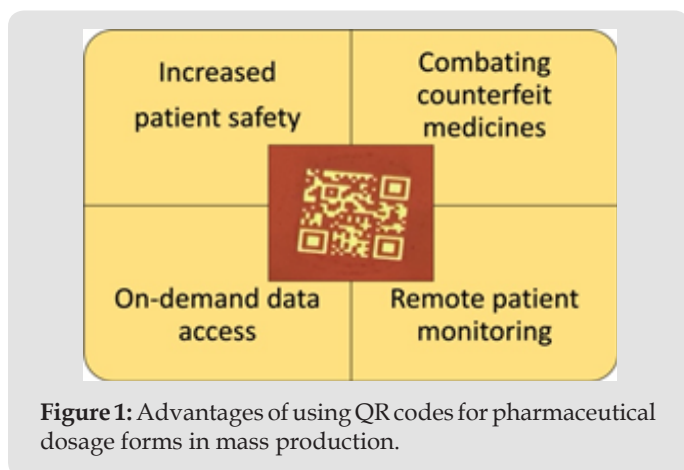 Increased
patient safety
Combating
counterfeit
medicines
On-demand data
access
Remote patient
monitoring
Figure 1: Advantages of using QR codes for pharmaceutical
dosage forms in mass production.